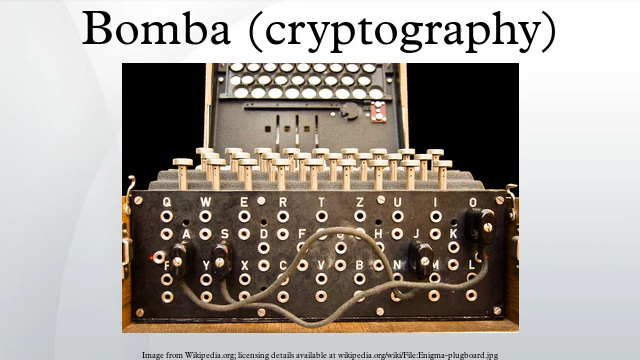 Bomba (cryptography)
Q W E R T Z U I O
A S D F G H J K
P Y X C V B N M L
Image from Wikipedia.org; licensing details available at wikipedia.org/wiki/File:Enigma-plugboard.jpg